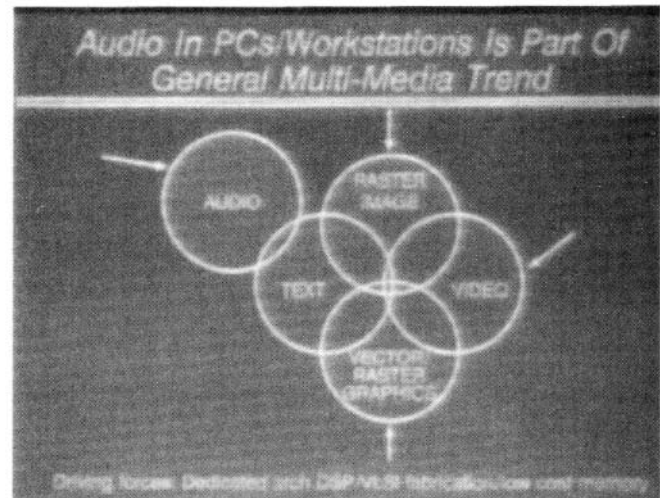 Audio In PCs/Workstations Is Part Of
General Multi-Media Trend
AUDIO
RASTER
IMAGE
TEXT
VIDEO
VECTOR
RASTER
GRAPHICS
Driving forces: Dedicated arch DSP/VLSI fabrication/low cost memory